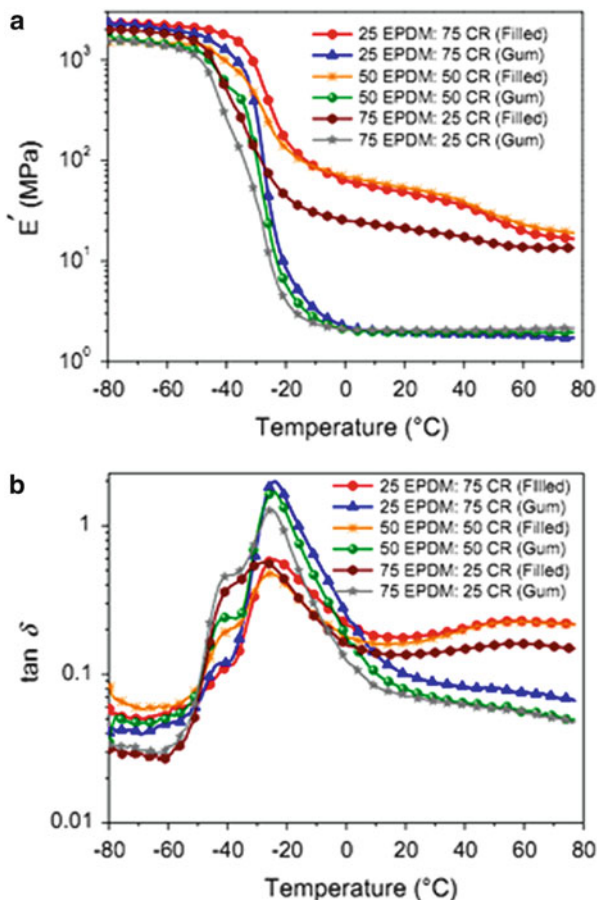 a
25 EPDM: 75 CR (Filled)
25 EPDM: 75 CR (Gum)
50 EPDM: 50 CR (Filled)
50 EPDM: 50 CR (Gum)
75 EPDM: 25 CR (Filled)
75 EPDM: 25 CR (Gum)
10³
10²
10¹
10⁰
E′ (MPa)
-80 -60 -40 -20 0 20 40 60 80
Temperature (°C)
b
25 EPDM: 75 CR (FIlled)
25 EPDM: 75 CR (Gum)
50 EPDM: 50 CR (Filled)
50 EPDM: 50 CR (Gum)
75 EPDM: 25 CR (Filled)
75 EPDM: 25 CR (Gum)
1
0.1
0.01
tan δ
-80 -60 -40 -20 0 20 40 60 80
Temperature (°C)